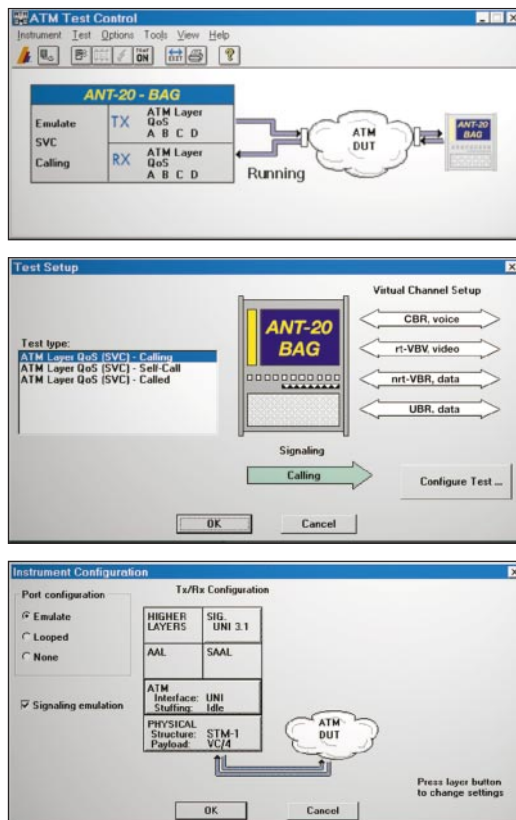 ATM Test Control
Instrument Test Options Tools View Help
EXIT
ON
?
ANT-20 - BAG
Emulate
SVC
Calling
TX
ATM Layer
QoS
A B C D
RX
ATM Layer
QoS
A B C D
Running
ATM
DUT
ANT-20
BAG
Test Setup
Test type:
ATM Layer QoS (SVC) - Calling
ATM Layer QoS (SVC) - Self-Call
ATM Layer QoS (SVC) - Called
ANT-20
BAG
Virtual Channel Setup
CBR, voice
rt-VBV, video
nrt-VBR, data
UBR. data
Signaling
Calling
Configure Test ...
OK
Cancel
Instrument Configuration
Port configuration
Emulate
Looped
None
Signaling emulation
Tx/Rx Configuration
HIGHER
LAYERS
SIG.
UNI 3.1
AAL
SAAL
ATM
Interface: UNI
Stuffing: Idle
PHYSICAL
Structure: STM-1
Payload: VC/4
ATM
DUT
Press layer button
to change settings
OK
Cancel